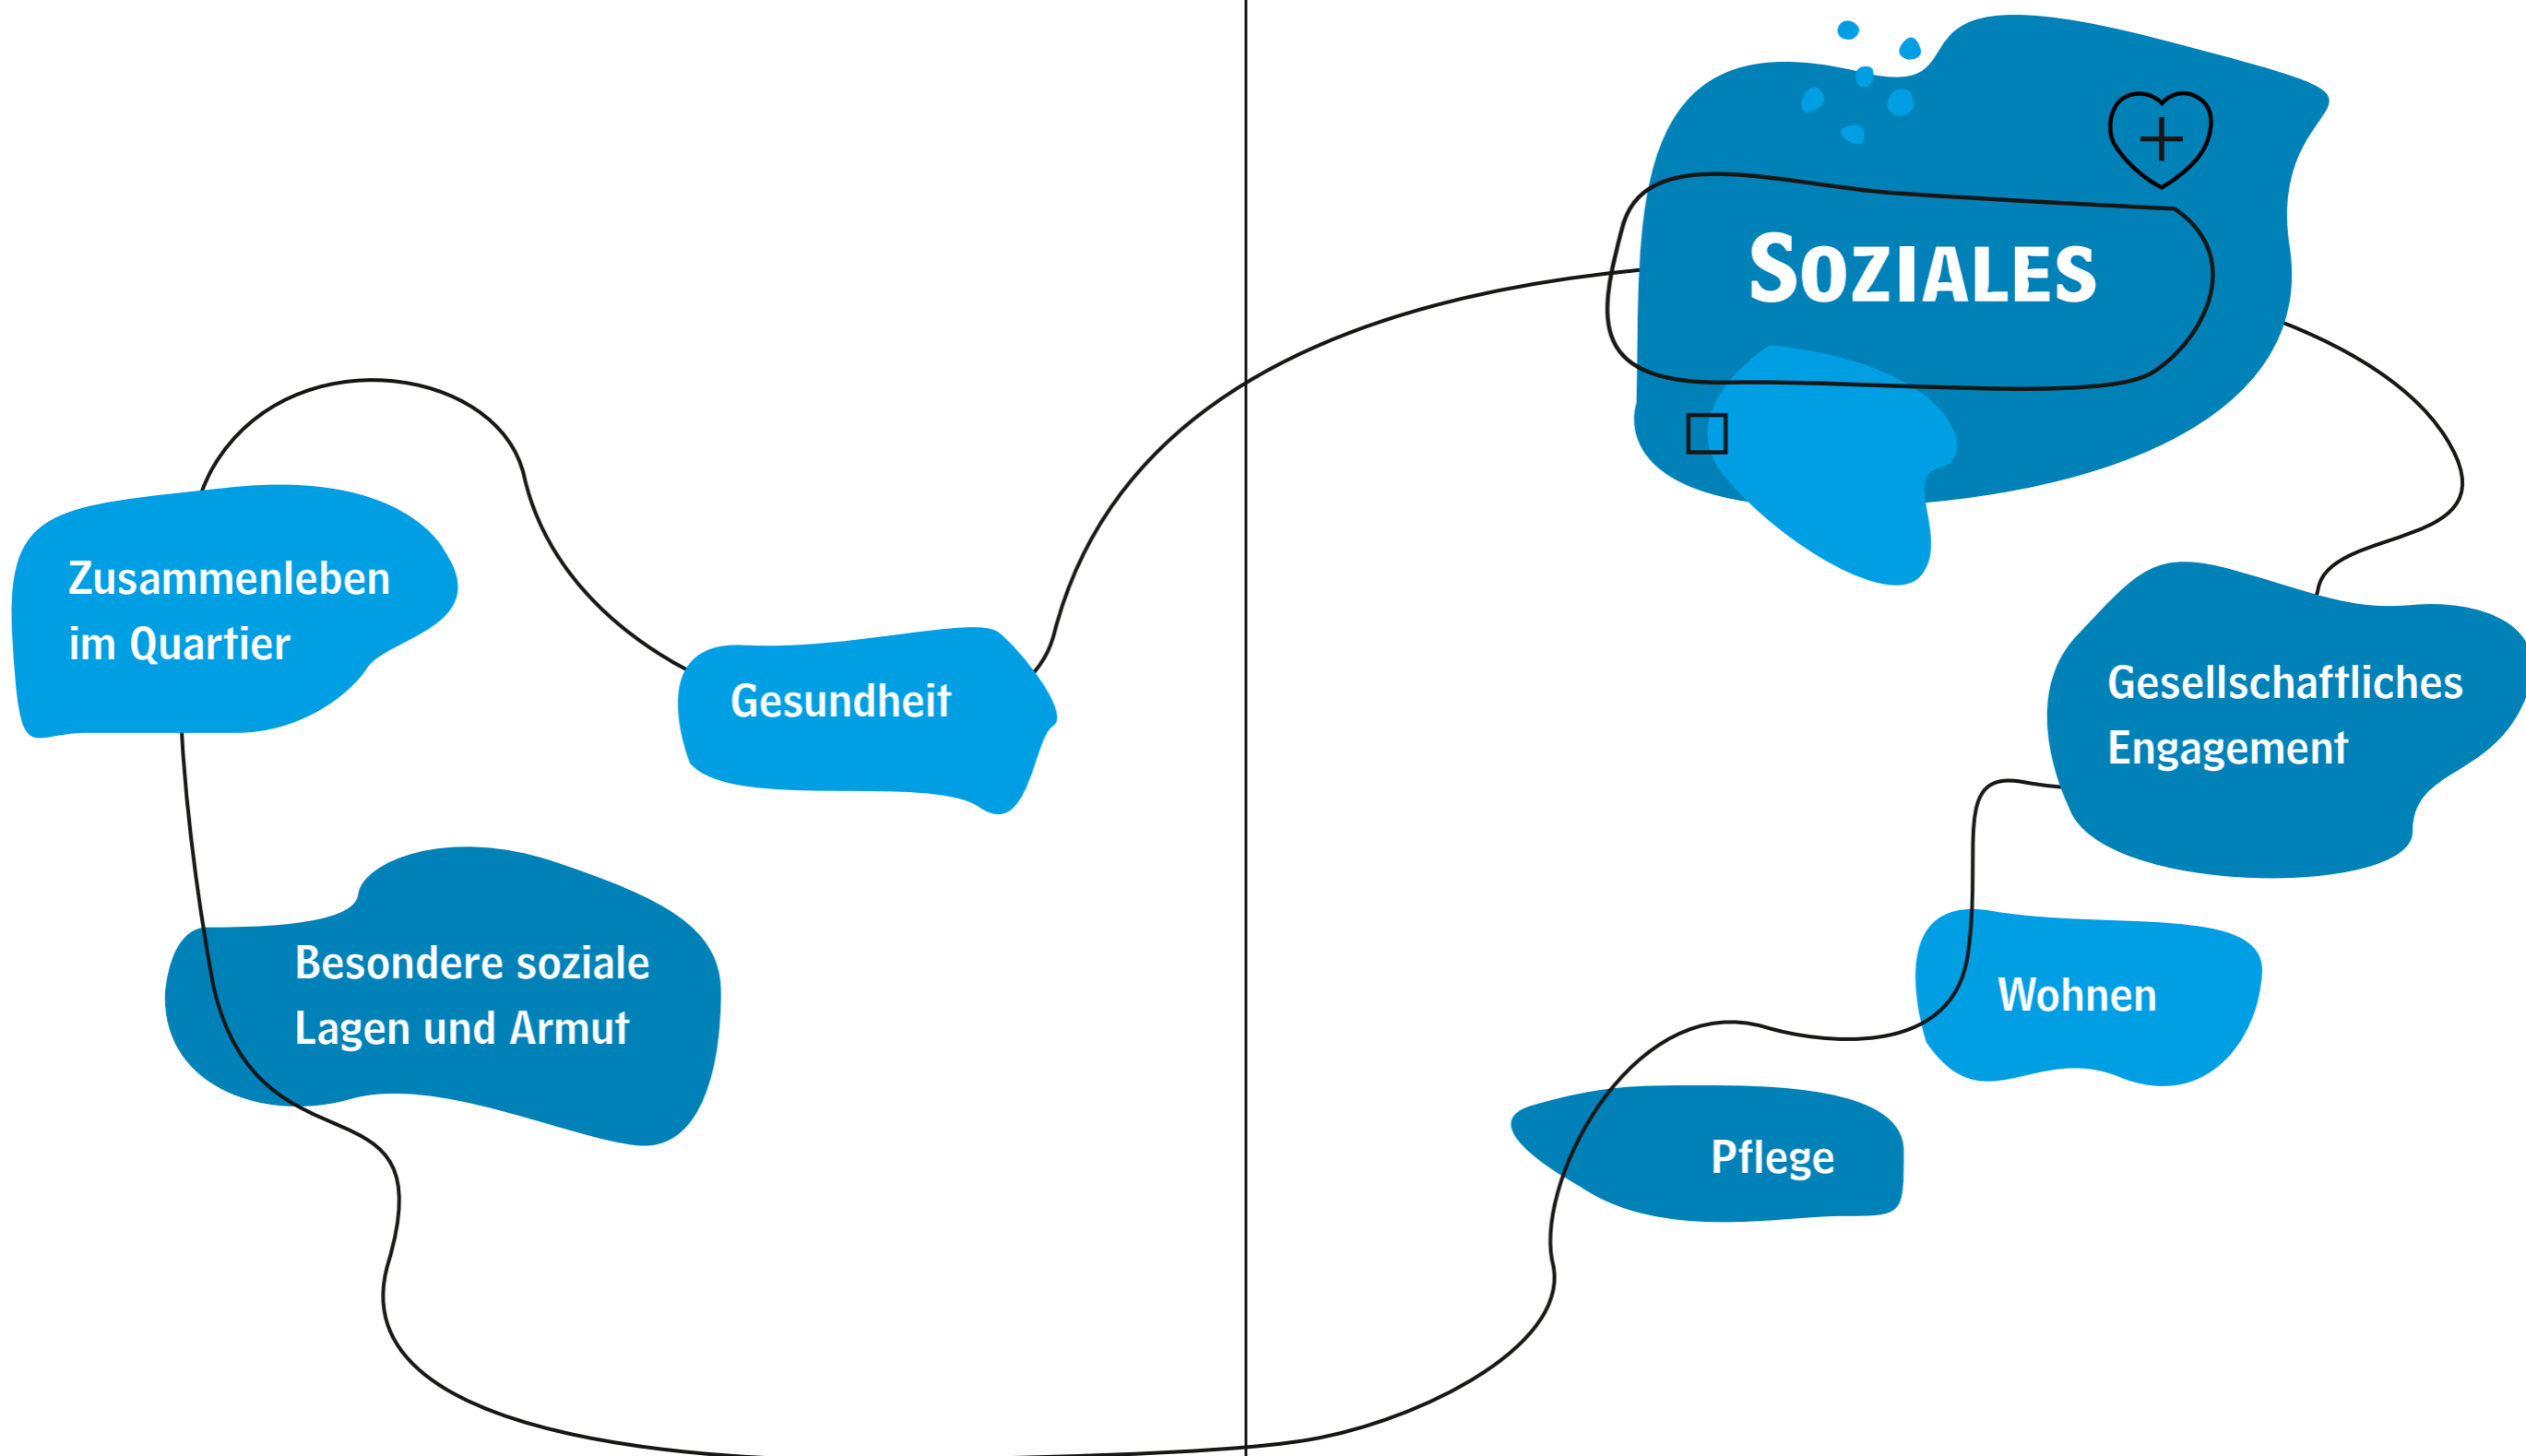 SOZIALES
Zusammenleben
im Quartier
Gesundheit
Gesellschaftliches
Engagement
Besondere soziale
Lagen und Armut
Wohnen
Pflege